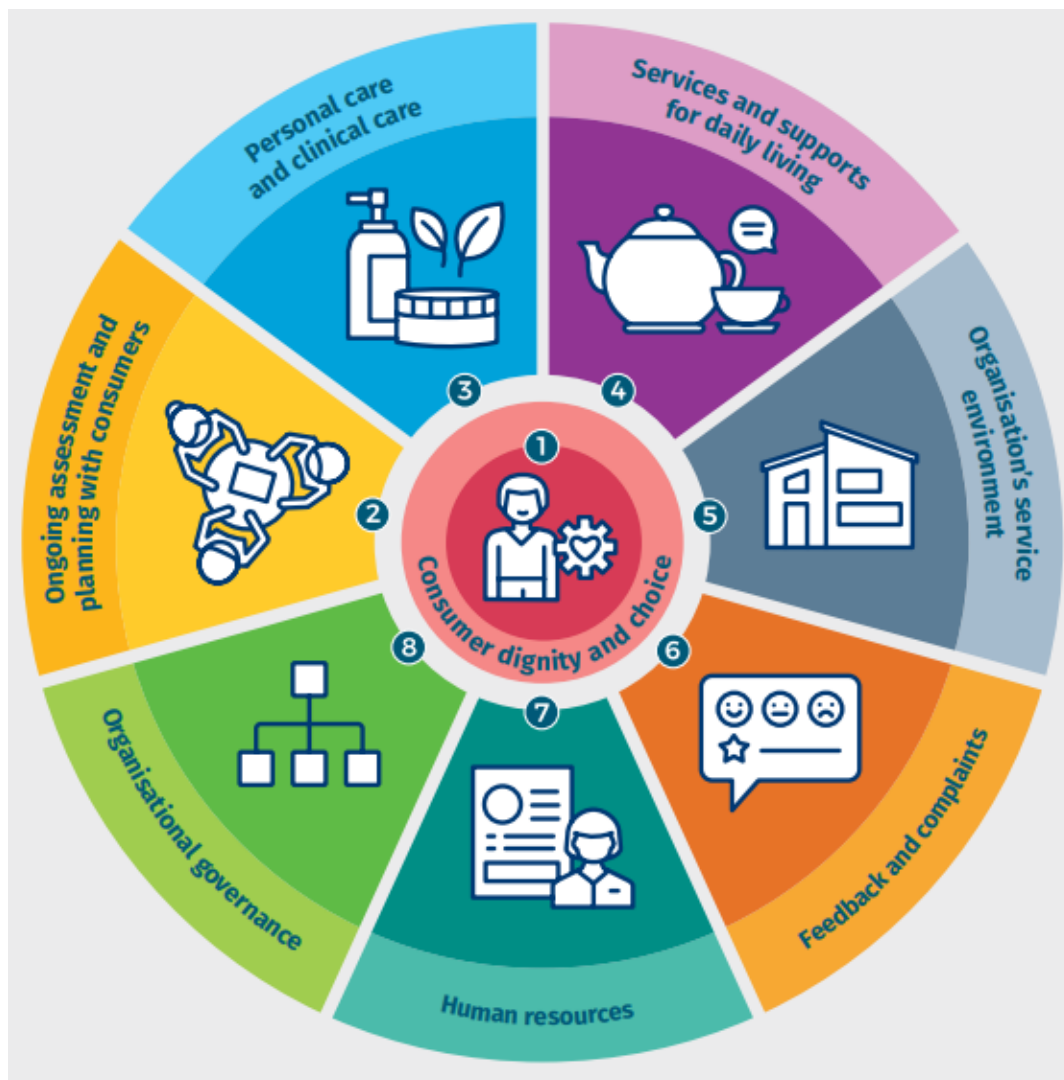 1
Consumer dignity and choice
2
Ongoing assessment and
planning with consumers
3
Personal care
and clinical care
4
Services and supports
for daily living
5
Organisation's service
environment
6
Feedback and complaints
7
Human resources
8
Organisational governance